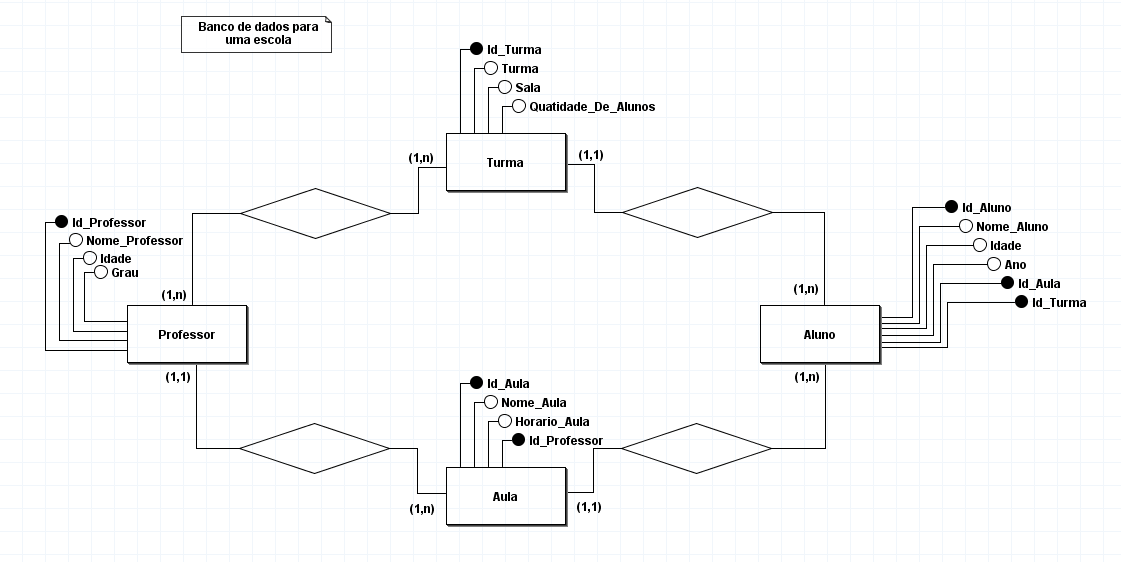 Banco de dados para
uma escola
Id_Turma
Turma
Sala
Quatidade_De_Alunos
(1,n)
Turma
(1,1)
Id_Professor
Nome_Professor
Idade
Grau
(1,n)
Professor
(1,1)
Id_Aluno
Nome_Aluno
Idade
Ano
Id_Aula
Id_Turma
(1,n)
Aluno
(1,n)
Id_Aula
Nome_Aula
Horario_Aula
Id_Professor
(1,n)
Aula
(1,1)